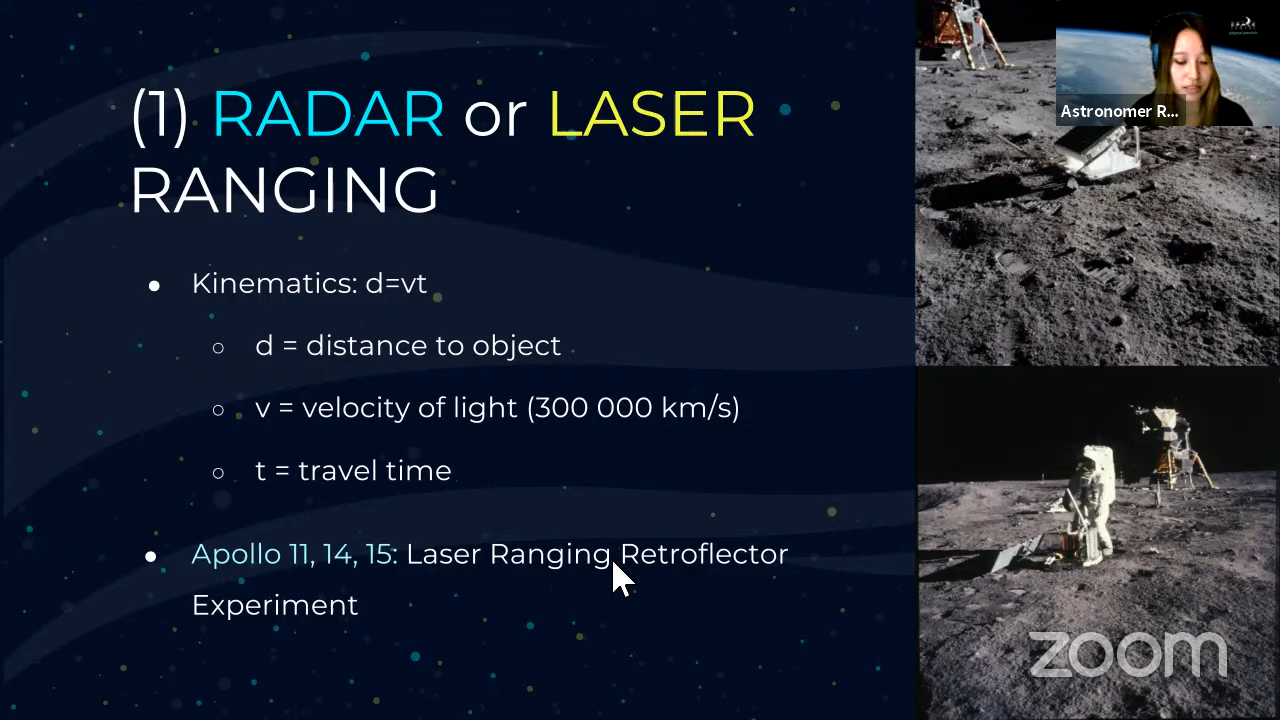 (1) RADAR or LASER
RANGING
● Kinematics: d=vt
○ d = distance to object
○ v = velocity of light (300 000 km/s)
○ t = travel time
● Apollo 11, 14, 15: Laser Ranging Retroflector
Experiment
Astronomer R...
zoom